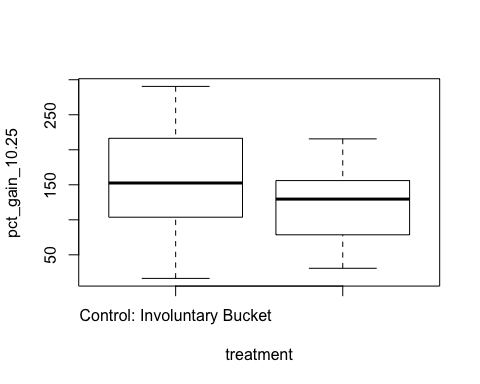 pct_gain_10.25
250
150
50
Control: Involuntary Bucket
treatment